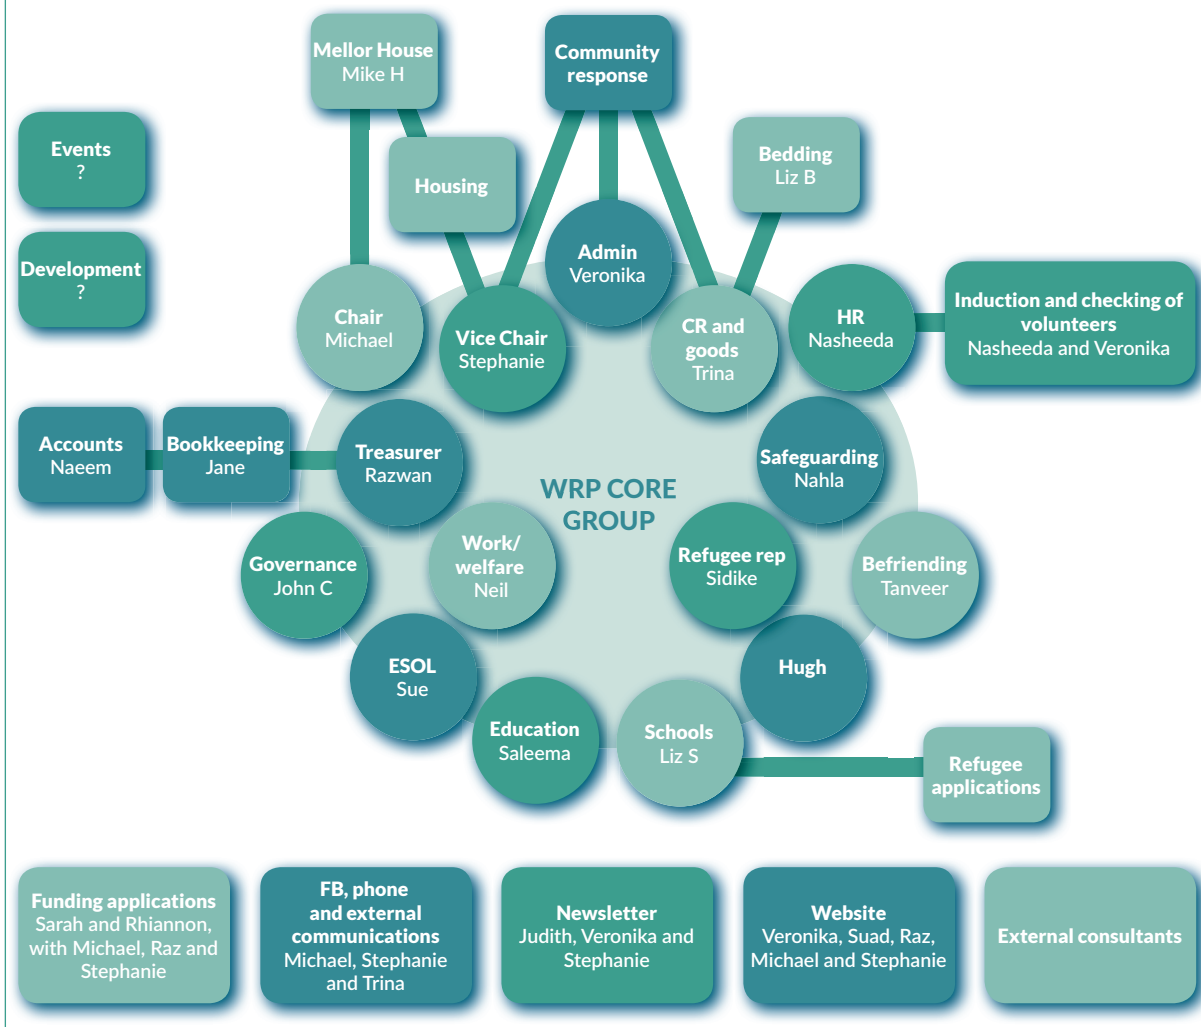 Mellor House
Mike H
Community
response
Events
?
Housing
Bedding
Liz B
Development
?
Admin
Veronika
Chair
Michael
Vice Chair
Stephanie
CR and
goods
Trina
HR
Nasheeda
Induction and checking of
volunteers
Nasheeda and Veronika
Accounts
Naeem
Bookkeeping
Jane
Treasurer
Razwan
WRP CORE
GROUP
Safeguarding
Nahla
Governance
John C
Work/
welfare
Neil
Refugee rep
Sidike
Befriending
Tanveer
ESOL
Sue
Hugh
Education
Saleema
Schools
Liz S
Refugee
applications
Funding applications
Sarah and Rhiannon,
with Michael, Raz and
Stephanie
FB, phone
and external
communications
Michael, Stephanie
and Trina
Newsletter
Judith, Veronika and
Stephanie
Website
Veronika, Suad, Raz,
Michael and Stephanie
External consultants